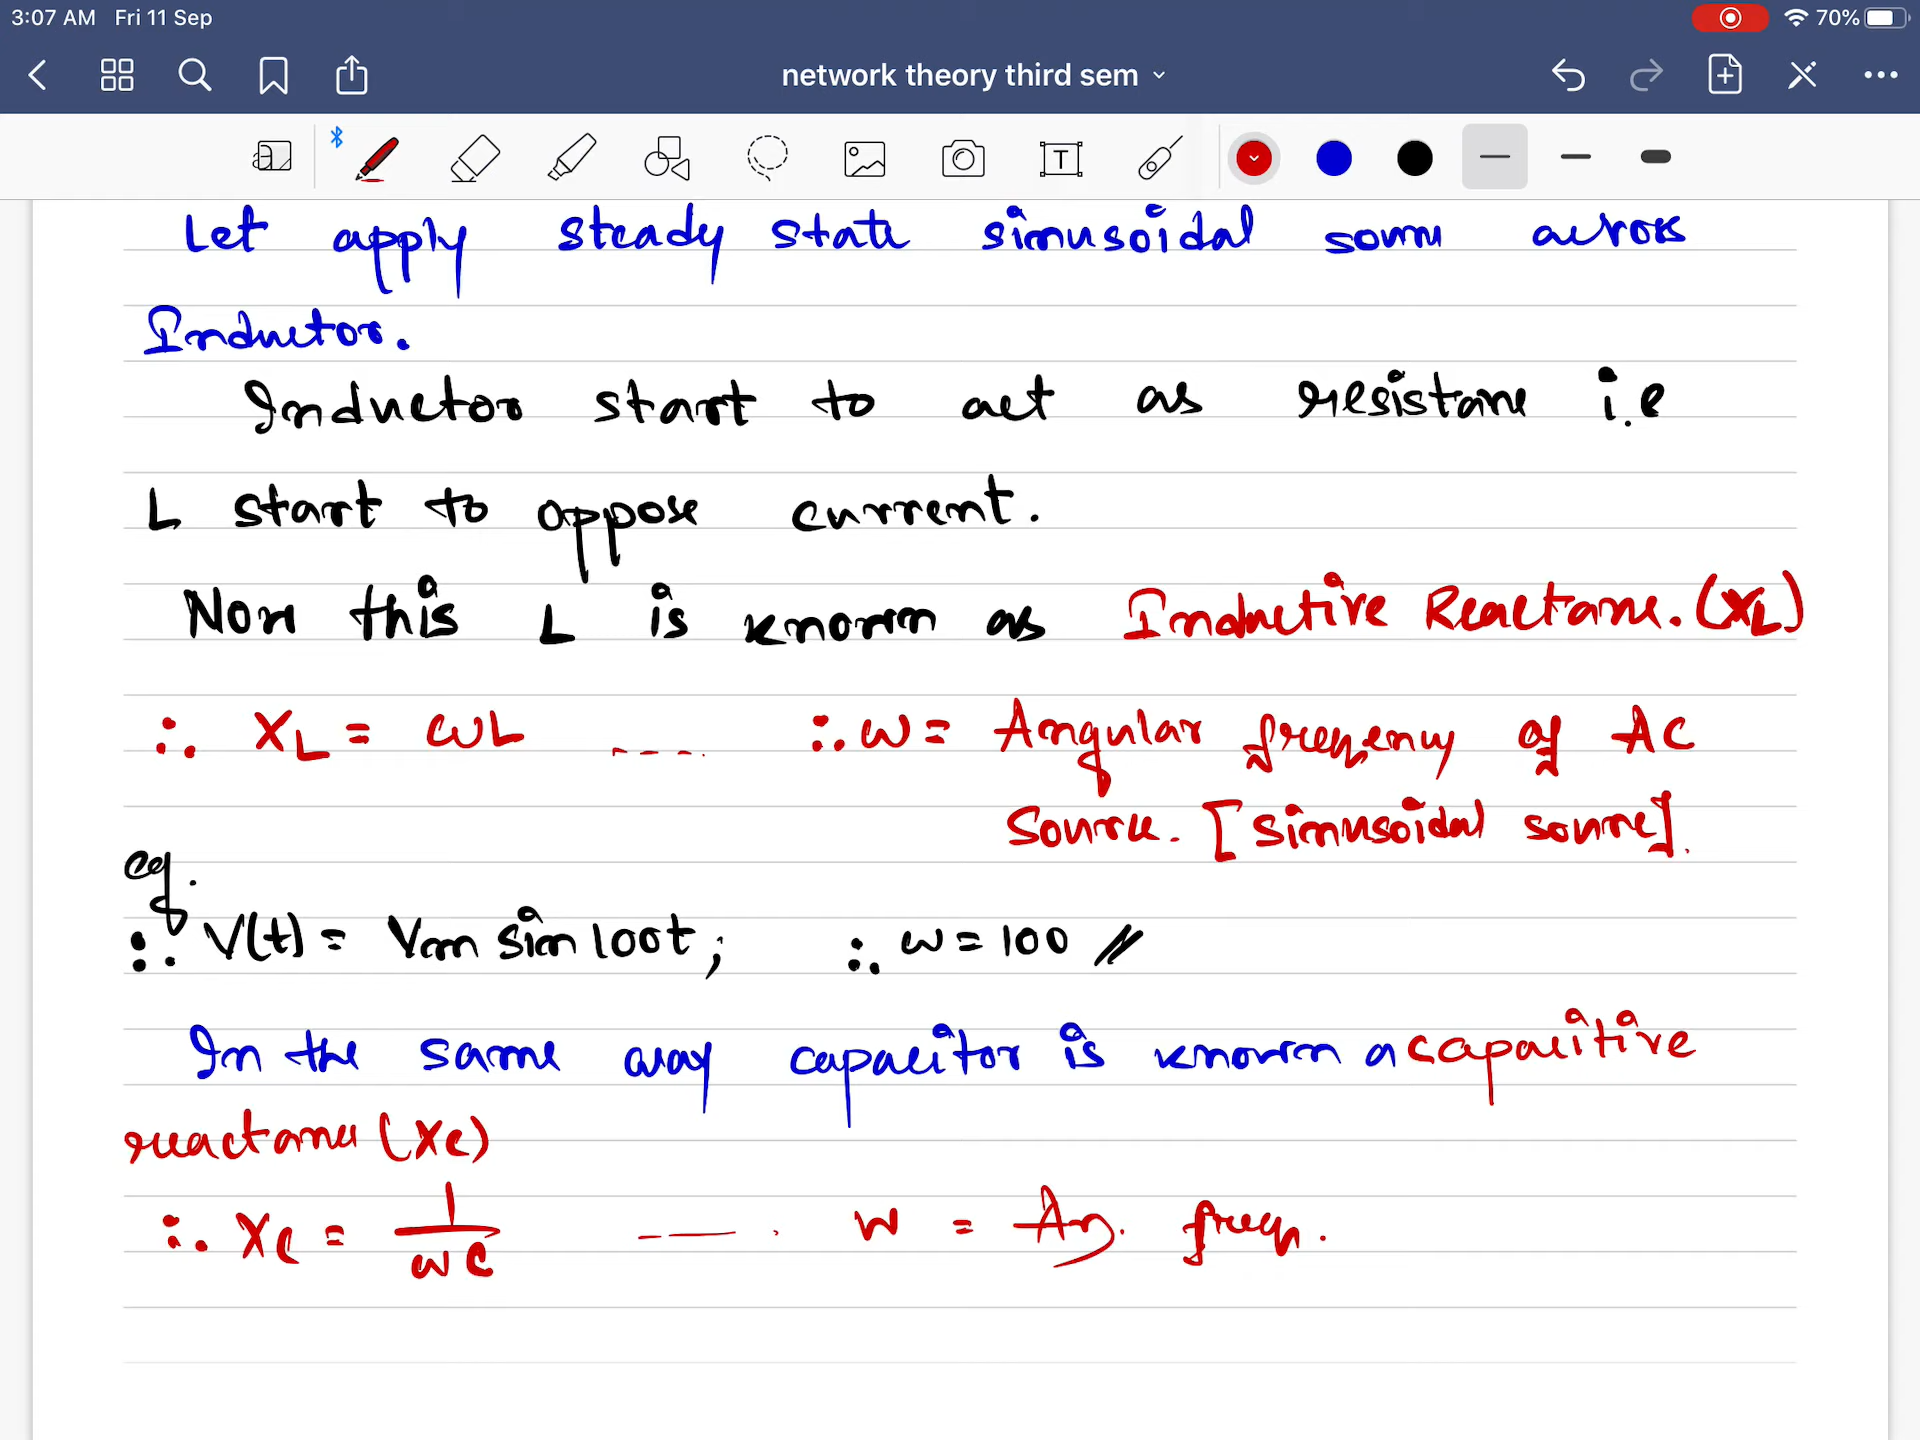 3:07 AM Fri 11 Sep 70%
network theory third sem
T
Let apply steady state sinusoidal source across
Inductor.
Inductor start to act as resistance i.e
L start to oppose current.
Now this L is known as Inductive Reactance. (XL)
∴ XL = ωL ---- ∴ ω = Angular frequency of AC
Source. [sinusoidal source].
eg.
∴ V(t) = Vm sin 100t; ∴ ω = 100 //
In the same way capacitor is known a capacitive
reactance (Xc)
∴ Xc = 1/ωC ---- . W = An. freq.